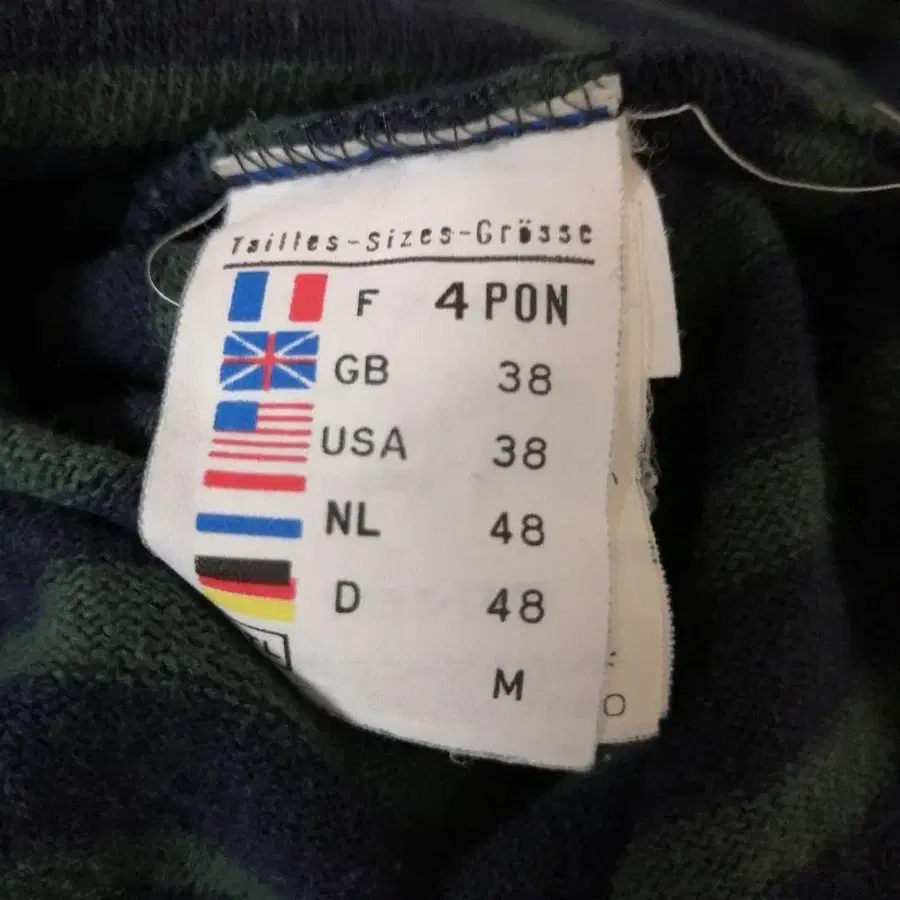 Tailles-Sizes-Grösse
F 4 PON
GB 38
USA 38
NL 48
D 48
M
O